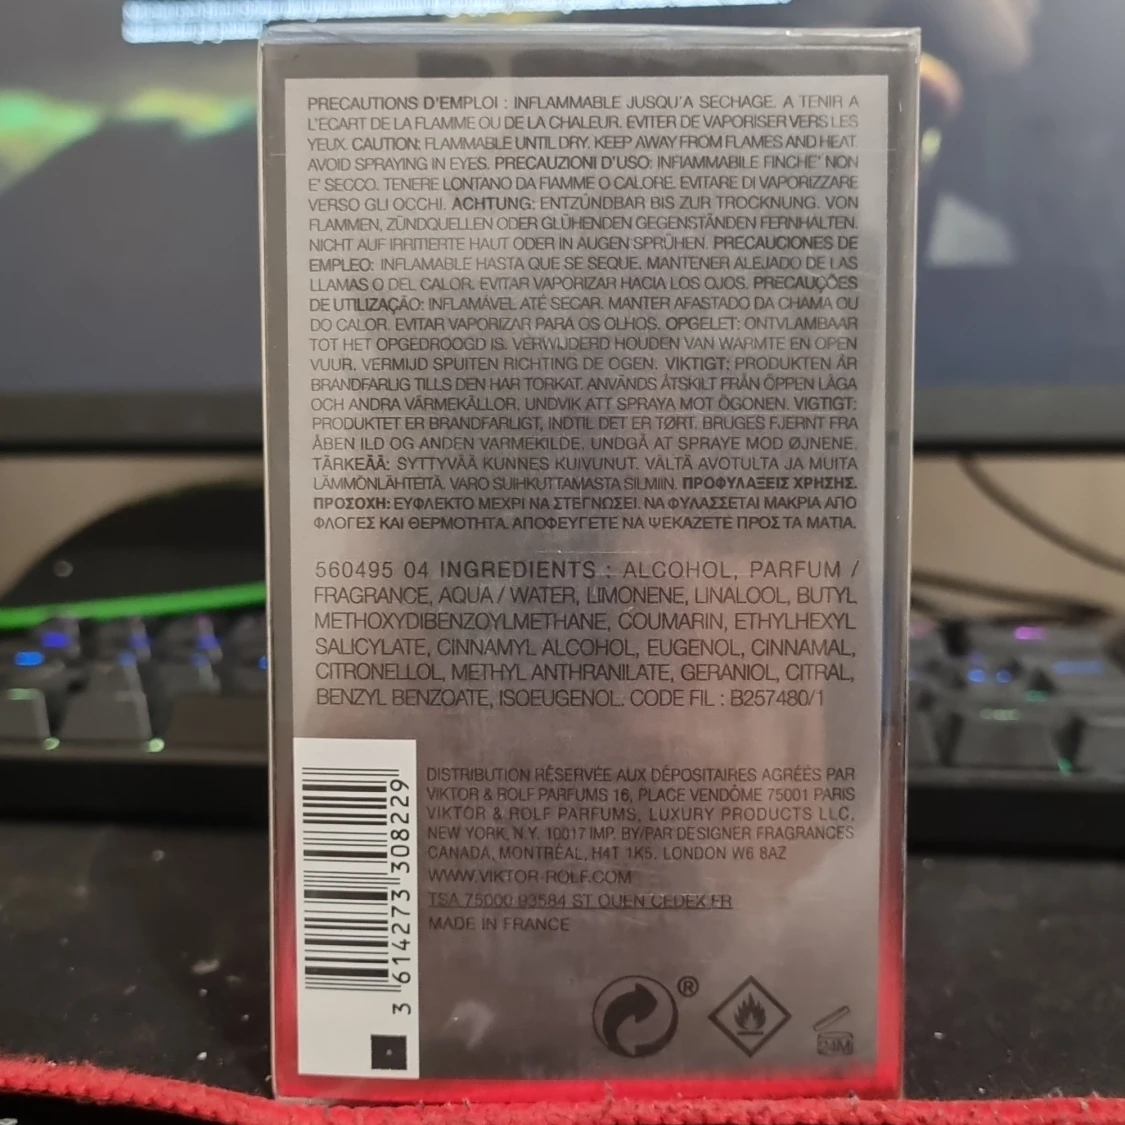 PRECAUTIONS D'EMPLOI : INFLAMMABLE JUSQU'A SECHAGE. A TENIR A
L'ECART DE LA FLAMME OU DE LA CHALEUR. EVITER DE VAPORISER VERS LES
YEUX. CAUTION: FLAMMABLE UNTIL DRY. KEEP AWAY FROM FLAMES AND HEAT.
AVOID SPRAYING IN EYES. PRECAUZIONI D'USO: INFIAMMABILE FINCHE' NON
E' SECCO. TENERE LONTANO DA FIAMME O CALORE. EVITARE DI VAPORIZZARE
VERSO GLI OCCHI. ACHTUNG: ENTZÜNDBAR BIS ZUR TROCKNUNG. VON
FLAMMEN, ZÜNDQUELLEN ODER GLÜHENDEN GEGENSTÄNDEN FERNHALTEN.
NICHT AUF IRRITIERTE HAUT ODER IN AUGEN SPRÜHEN. PRECAUCIONES DE
EMPLEO: INFLAMABLE HASTA QUE SE SEQUE. MANTENER ALEJADO DE LAS
LLAMAS O DEL CALOR. EVITAR VAPORIZAR HACIA LOS OJOS. PRECAUÇÕES
DE UTILIZAÇÃO: INFLAMÁVEL ATÉ SECAR. MANTER AFASTADO DA CHAMA OU
DO CALOR. EVITAR VAPORIZAR PARA OS OLHOS. OPGELET: ONTVLAMBAAR
TOT HET OPGEDROOGD IS. VERWIJDERD HOUDEN VAN WARMTE EN OPEN
VUUR. VERMIJD SPUITEN RICHTING DE OGEN. VIKTIGT: PRODUKTEN ÄR
BRANDFARLIG TILLS DEN HAR TORKAT. ANVÄNDS ÅTSKILT FRÅN ÖPPEN LÅGA
OCH ANDRA VÄRMEKÄLLOR. UNDVIK ATT SPRAYA MOT ÖGONEN. VIGTIGT:
PRODUKTET ER BRANDFARLIGT, INDTIL DET ER TØRT. BRUGES FJERNT FRA
ÅBEN ILD OG ANDEN VARMEKILDE. UNDGÅ AT SPRAYE MOD ØJNENE.
TÄRKEÄÄ: SYTTYVÄÄ KUNNES KUIVUNUT. VÄLTÄ AVOTULTA JA MUITA
LÄMMÖNLÄHTEITÄ. VARO SUIHKUTTAMASTA SILMIIN. ΠΡΟΦΥΛΑΞΕΙΣ ΧΡΗΣΗΣ.
ΠΡΟΣΟΧΗ: ΕΥΦΛΕΚΤΟ ΜΕΧΡΙ ΝΑ ΣΤΕΓΝΩΣΕΙ. ΝΑ ΦΥΛΑΣΣΕΤΑΙ ΜΑΚΡΙΑ ΑΠΟ
ΦΛΟΓΕΣ ΚΑΙ ΘΕΡΜΟΤΗΤΑ. ΑΠΟΦΕΥΓΕΤΕ ΝΑ ΨΕΚΑΖΕΤΕ ΠΡΟΣ ΤΑ ΜΑΤΙΑ.
560495 04 INGREDIENTS : ALCOHOL, PARFUM /
FRAGRANCE, AQUA / WATER, LIMONENE, LINALOOL, BUTYL
METHOXYDIBENZOYLMETHANE, COUMARIN, ETHYLHEXYL
SALICYLATE, CINNAMYL ALCOHOL, EUGENOL, CINNAMAL,
CITRONELLOL, METHYL ANTHRANILATE, GERANIOL, CITRAL,
BENZYL BENZOATE, ISOEUGENOL. CODE FIL : B257480/1
DISTRIBUTION RÉSERVÉE AUX DÉPOSITAIRES AGRÉÉS PAR
VIKTOR & ROLF PARFUMS 16, PLACE VENDÔME 75001 PARIS
VIKTOR & ROLF PARFUMS, LUXURY PRODUCTS LLC,
NEW YORK, N.Y. 10017 IMP. BY/PAR DESIGNER FRAGRANCES
CANADA, MONTRÉAL, H4T 1K5. LONDON W6 8AZ
WWW.VIKTOR-ROLF.COM
TSA 75000 93584 ST OUEN CEDEX FR
MADE IN FRANCE
3 614273 308229
®
24M